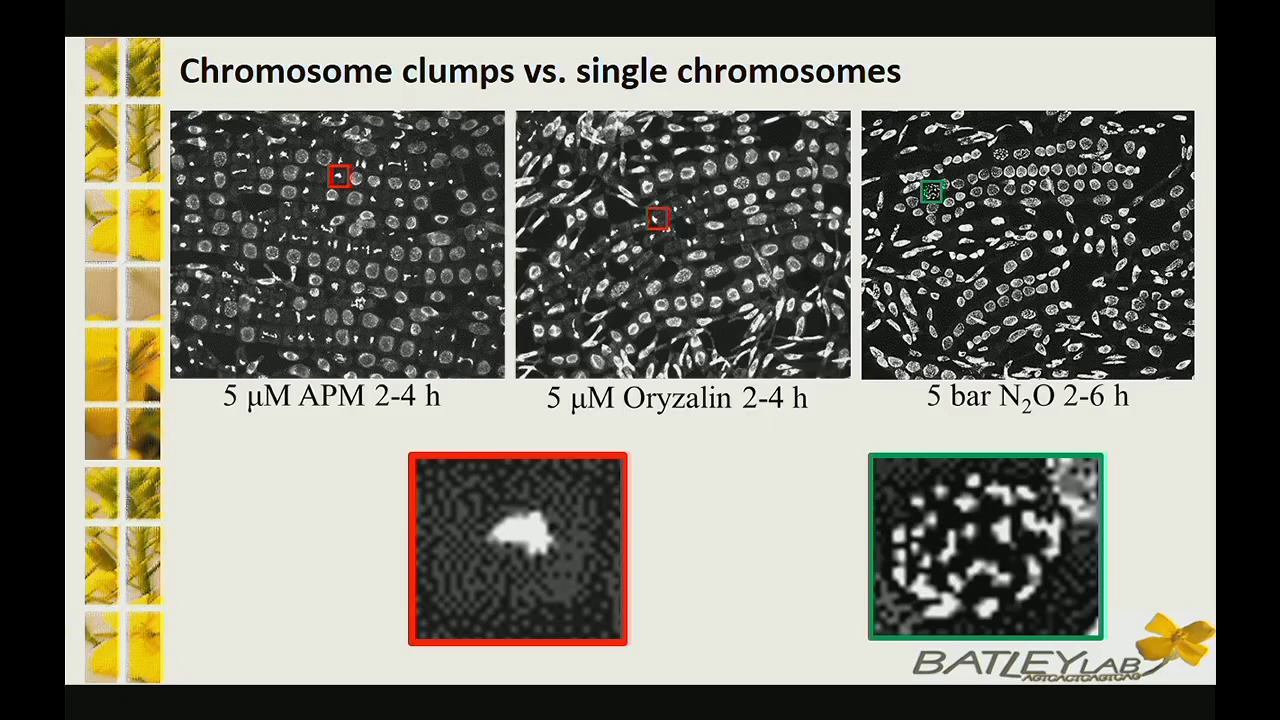 Chromosome clumps vs. single chromosomes
5 μM APM 2-4 h
5 μM Oryzalin 2-4 h
5 bar N₂O 2-6 h
BATLEY LAB
AGTCACTCAGTCAG